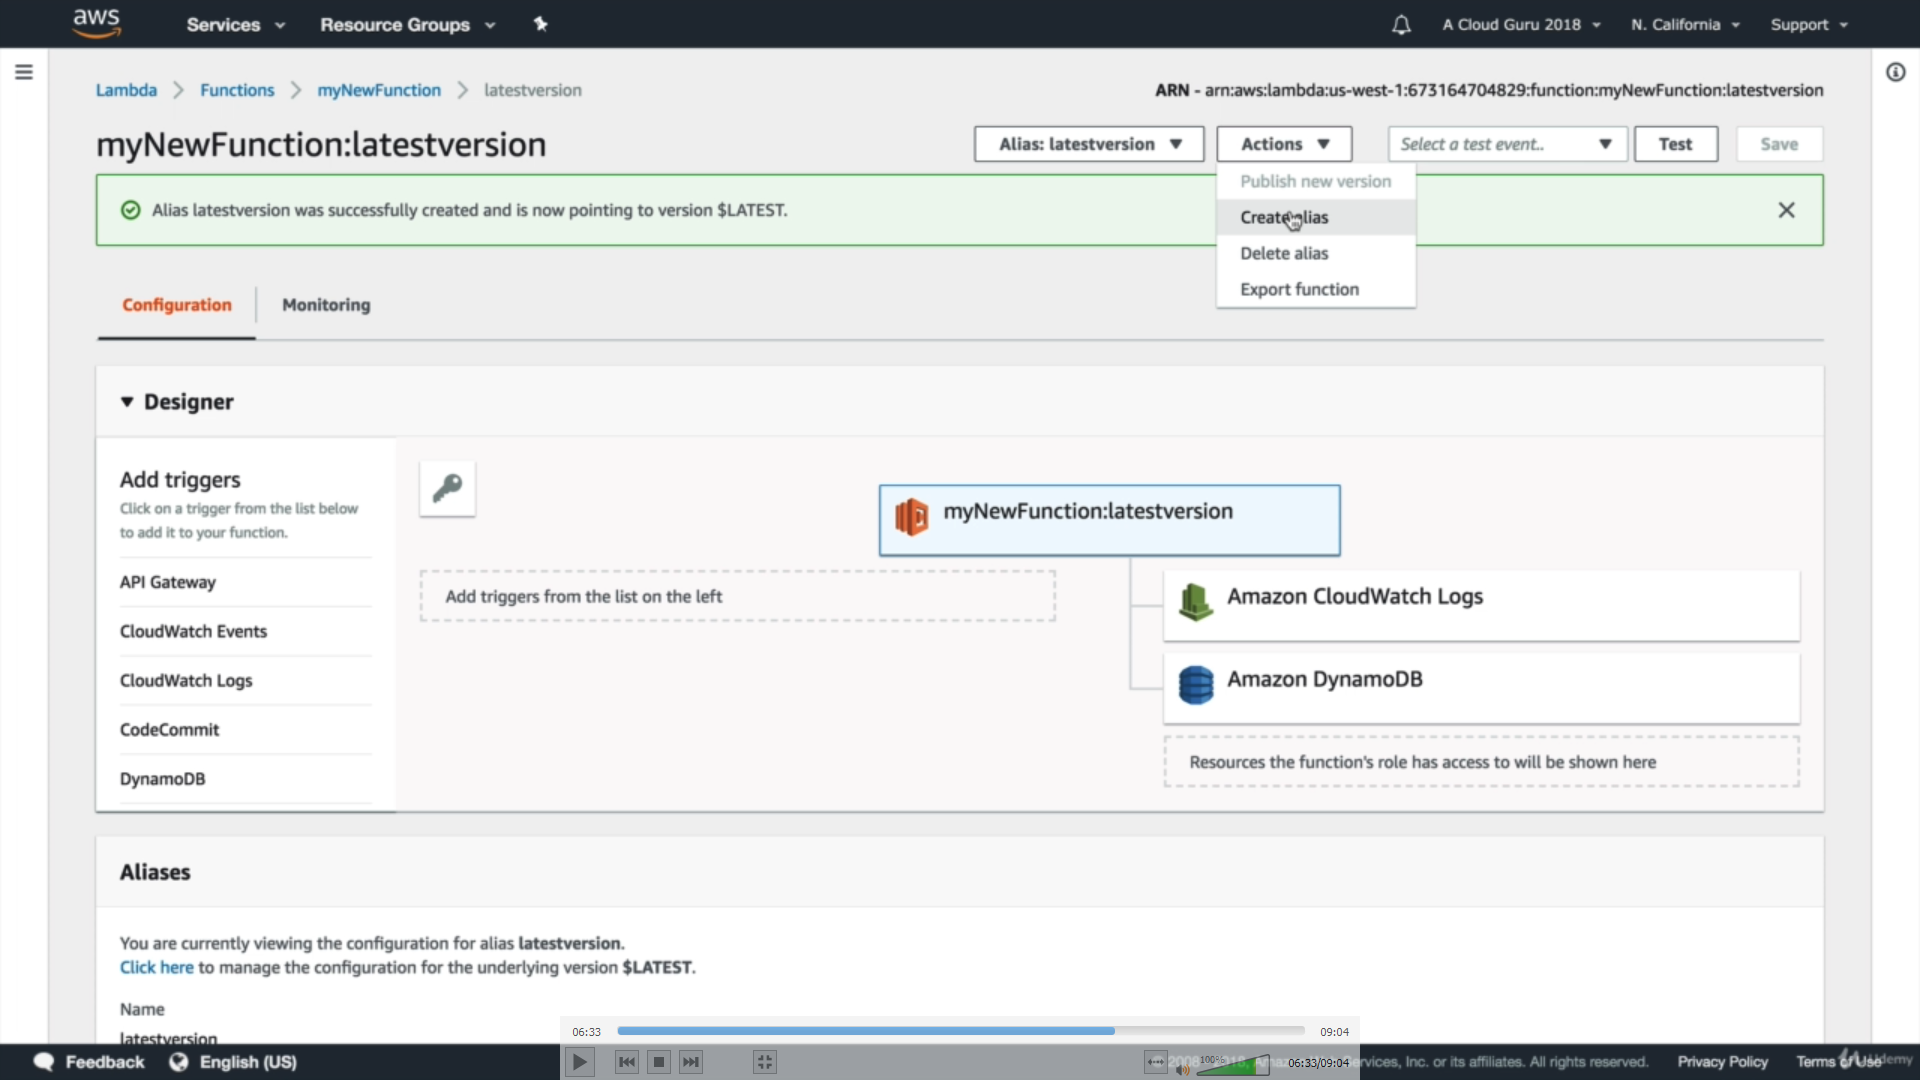 aws
Services
Resource Groups
A Cloud Guru 2018
N. California
Support
Lambda
Functions
myNewFunction
latestversion
ARN - arn:aws:lambda:us-west-1:673164704829:function:myNewFunction:latestversion
myNewFunction:latestversion
Alias: latestversion
Actions
Select a test event..
Test
Save
Publish new version
Create alias
Delete alias
Export function
Alias latestversion was successfully created and is now pointing to version $LATEST.
Configuration
Monitoring
Designer
Add triggers
Click on a trigger from the list below
to add it to your function.
API Gateway
CloudWatch Events
CloudWatch Logs
CodeCommit
DynamoDB
myNewFunction:latestversion
Add triggers from the list on the left
Amazon CloudWatch Logs
Amazon DynamoDB
Resources the function's role has access to will be shown here
Aliases
You are currently viewing the configuration for alias latestversion.
Click here to manage the configuration for the underlying version $LATEST.
Name
latestversion
06:33
09:04
Feedback
English (US)
100%
06:33/09:04
rvices, Inc. or its affiliates. All rights reserved.
Privacy Policy
Terms of Use